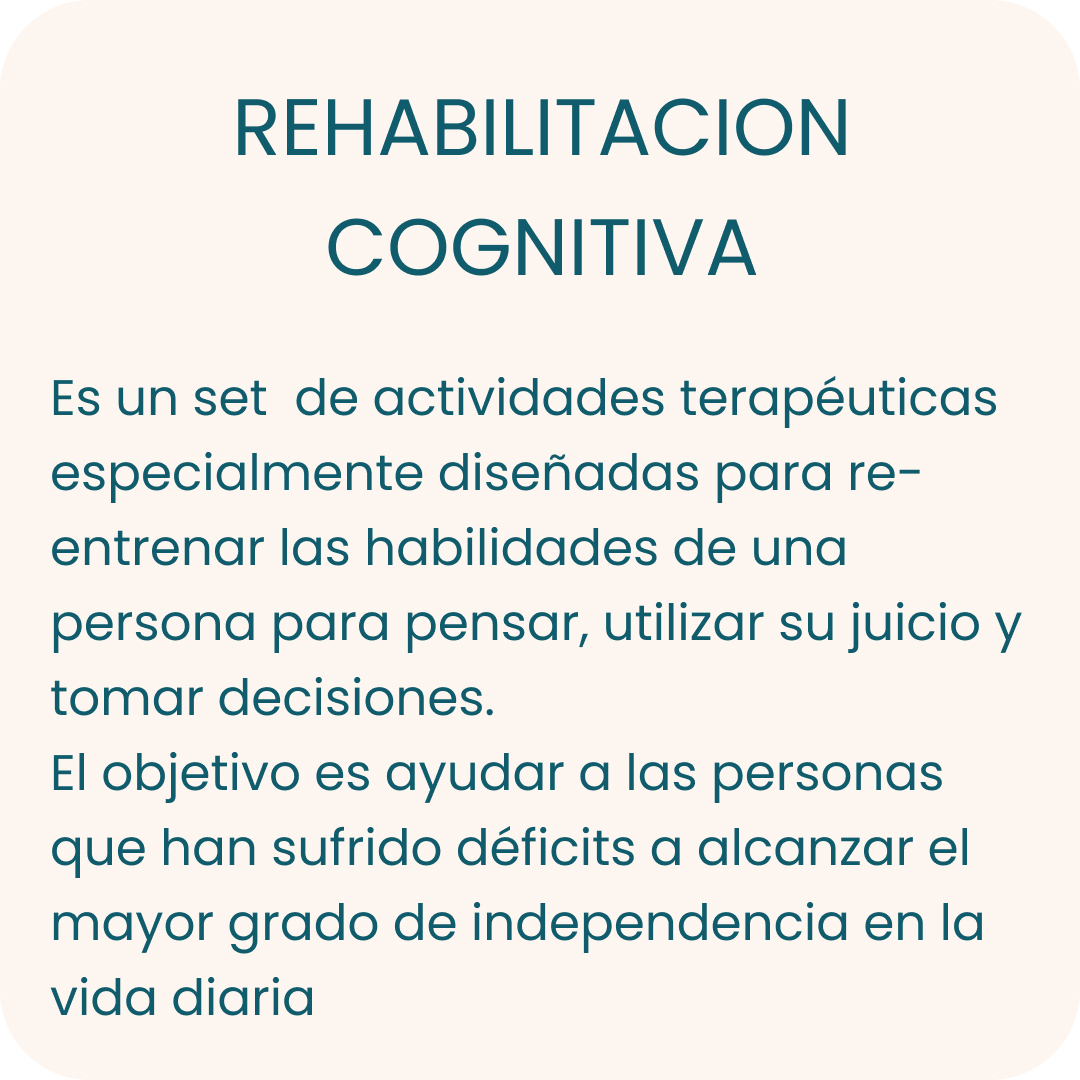 REHABILITACION
COGNITIVA
Es un set  de actividades terapéuticas
especialmente diseñadas para re-
entrenar las habilidades de una
persona para pensar, utilizar su juicio y
tomar decisiones.
El objetivo es ayudar a las personas
que han sufrido déficits a alcanzar el
mayor grado de independencia en la
vida diaria